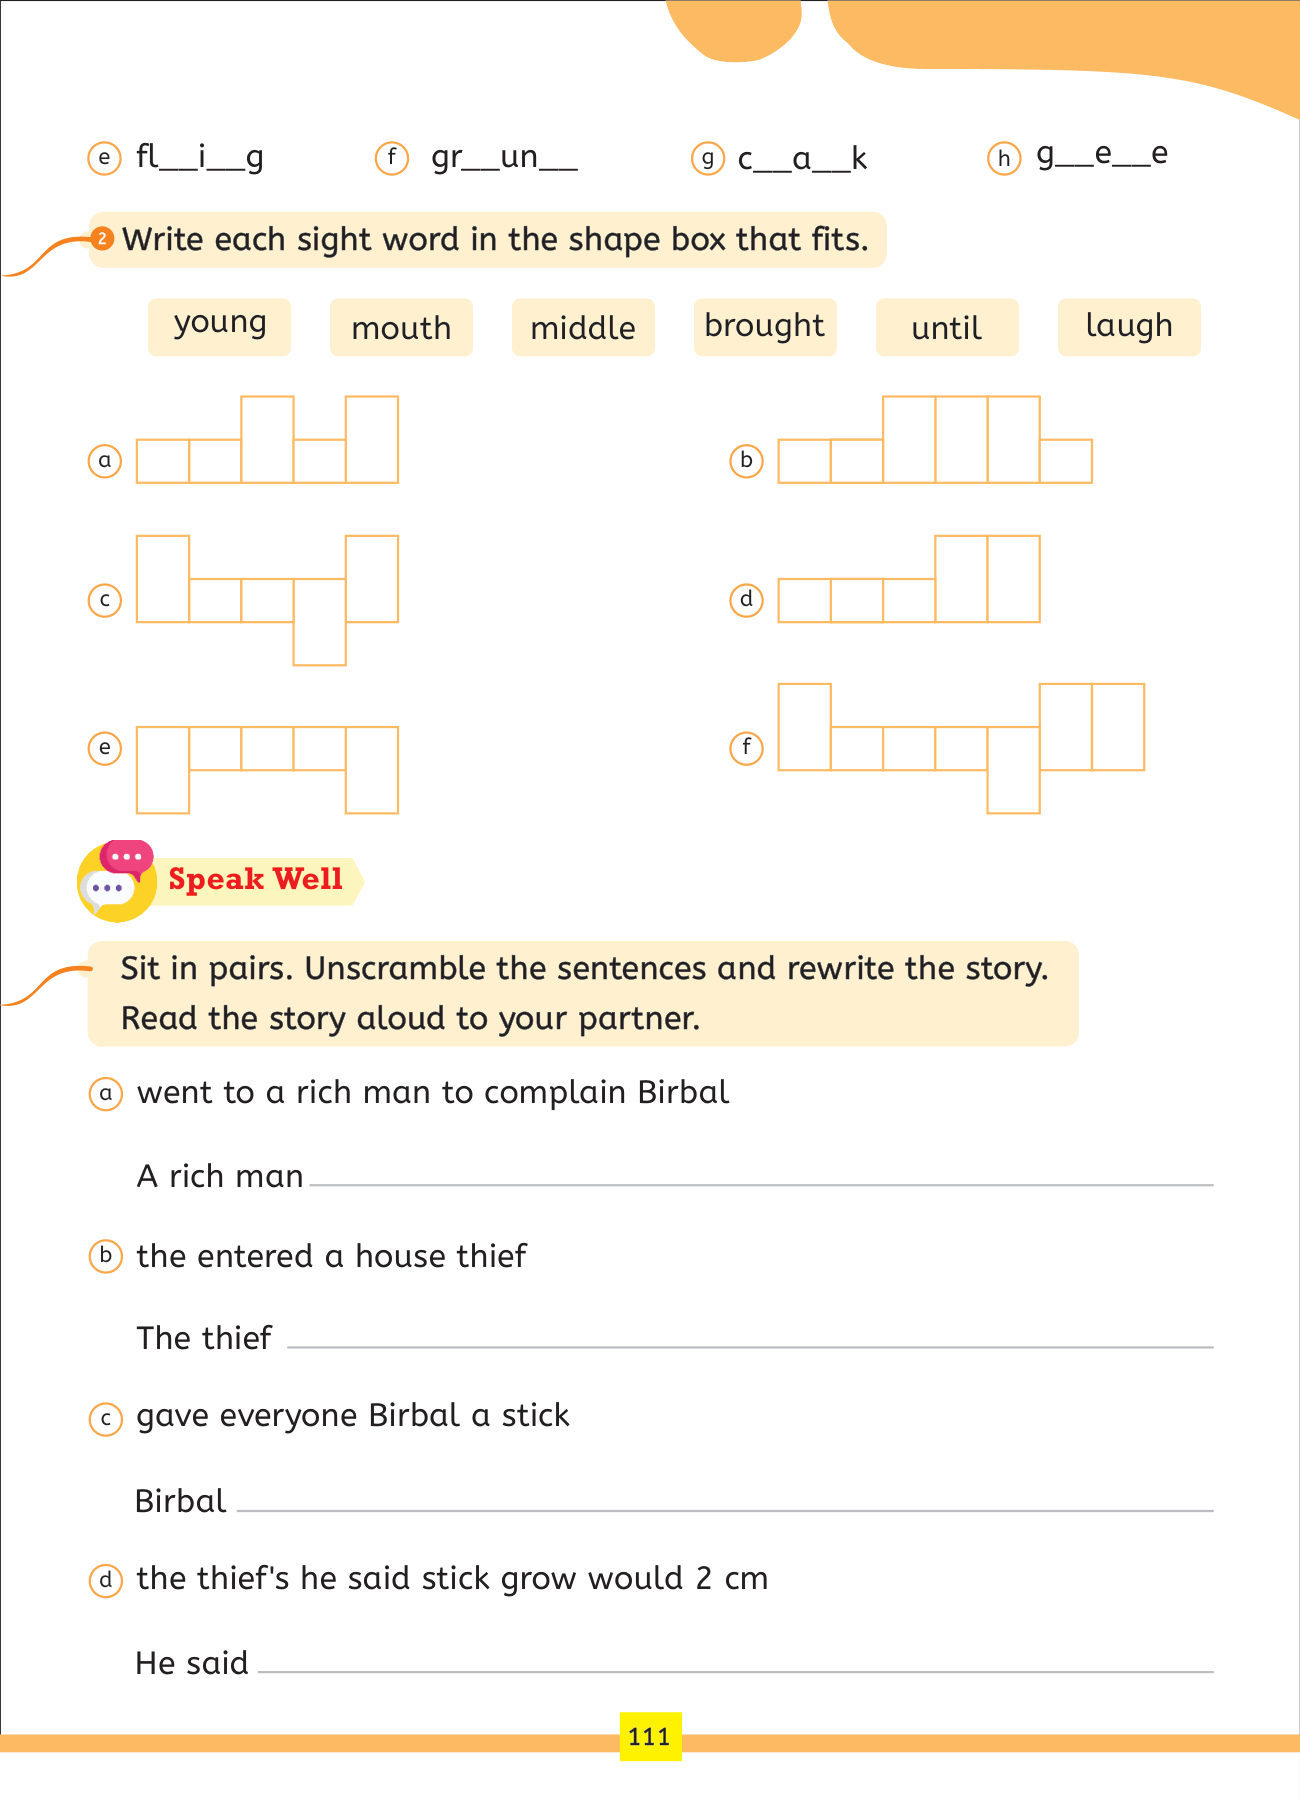 e fl__i__g f gr__un__ g c__a__k h g__e__e
2 Write each sight word in the shape box that fits.
young mouth middle brought until laugh
a b
c d
e f
Speak Well
Sit in pairs. Unscramble the sentences and rewrite the story.
Read the story aloud to your partner.
a went to a rich man to complain Birbal
A rich man
b the entered a house thief
The thief
c gave everyone Birbal a stick
Birbal
d the thief's he said stick grow would 2 cm
He said
111